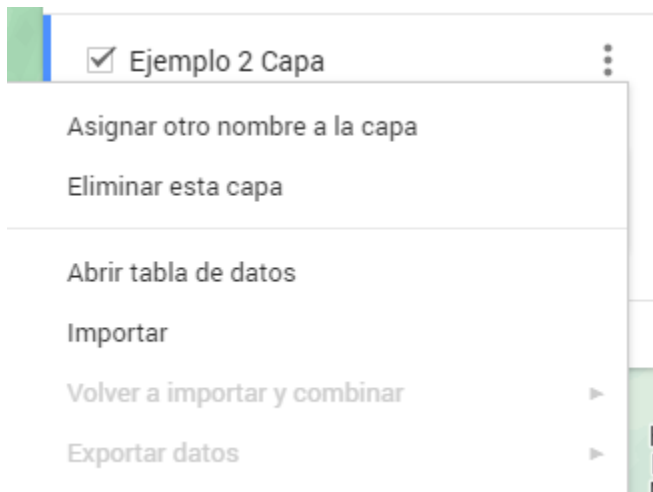 Ejemplo 2 Capa
Asignar otro nombre a la capa
Eliminar esta capa
Abrir tabla de datos
Importar
Volver a importar y combinar
Exportar datos